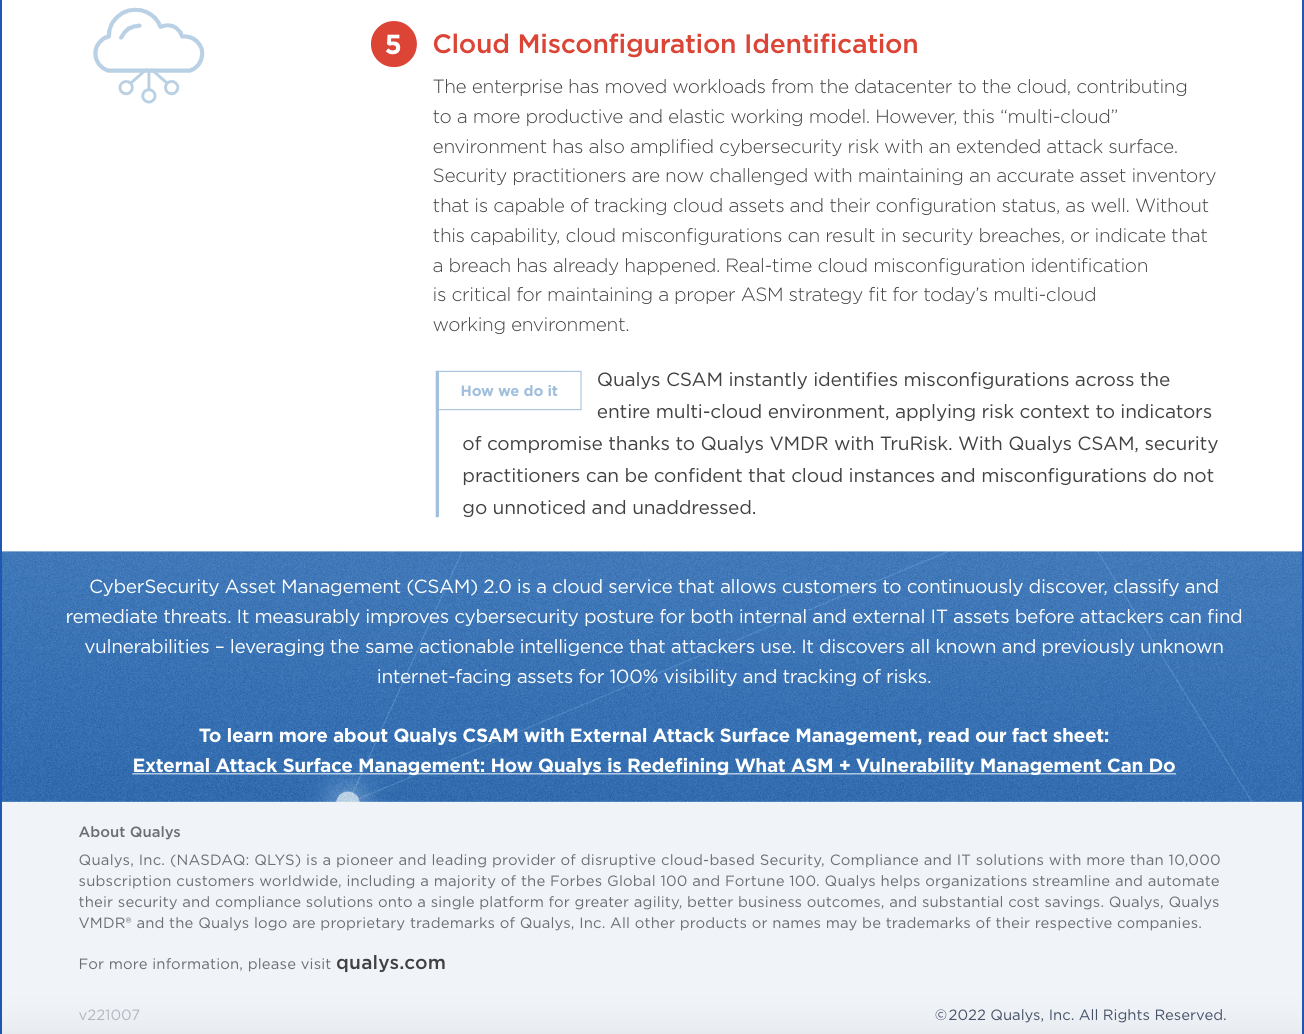 5 Cloud Misconfiguration Identification
The enterprise has moved workloads from the datacenter to the cloud, contributing
to a more productive and elastic working model. However, this “multi-cloud”
environment has also amplified cybersecurity risk with an extended attack surface.
Security practitioners are now challenged with maintaining an accurate asset inventory
that is capable of tracking cloud assets and their configuration status, as well. Without
this capability, cloud misconfigurations can result in security breaches, or indicate that
a breach has already happened. Real-time cloud misconfiguration identification
is critical for maintaining a proper ASM strategy fit for today’s multi-cloud
working environment.
How we do it
Qualys CSAM instantly identifies misconfigurations across the
entire multi-cloud environment, applying risk context to indicators
of compromise thanks to Qualys VMDR with TruRisk. With Qualys CSAM, security
practitioners can be confident that cloud instances and misconfigurations do not
go unnoticed and unaddressed.
CyberSecurity Asset Management (CSAM) 2.0 is a cloud service that allows customers to continuously discover, classify and
remediate threats. It measurably improves cybersecurity posture for both internal and external IT assets before attackers can find
vulnerabilities – leveraging the same actionable intelligence that attackers use. It discovers all known and previously unknown
internet-facing assets for 100% visibility and tracking of risks.
To learn more about Qualys CSAM with External Attack Surface Management, read our fact sheet:
External Attack Surface Management: How Qualys is Redefining What ASM + Vulnerability Management Can Do
About Qualys
Qualys, Inc. (NASDAQ: QLYS) is a pioneer and leading provider of disruptive cloud-based Security, Compliance and IT solutions with more than 10,000
subscription customers worldwide, including a majority of the Forbes Global 100 and Fortune 100. Qualys helps organizations streamline and automate
their security and compliance solutions onto a single platform for greater agility, better business outcomes, and substantial cost savings. Qualys, Qualys
VMDR® and the Qualys logo are proprietary trademarks of Qualys, Inc. All other products or names may be trademarks of their respective companies.
For more information, please visit qualys.com
v221007
©2022 Qualys, Inc. All Rights Reserved.